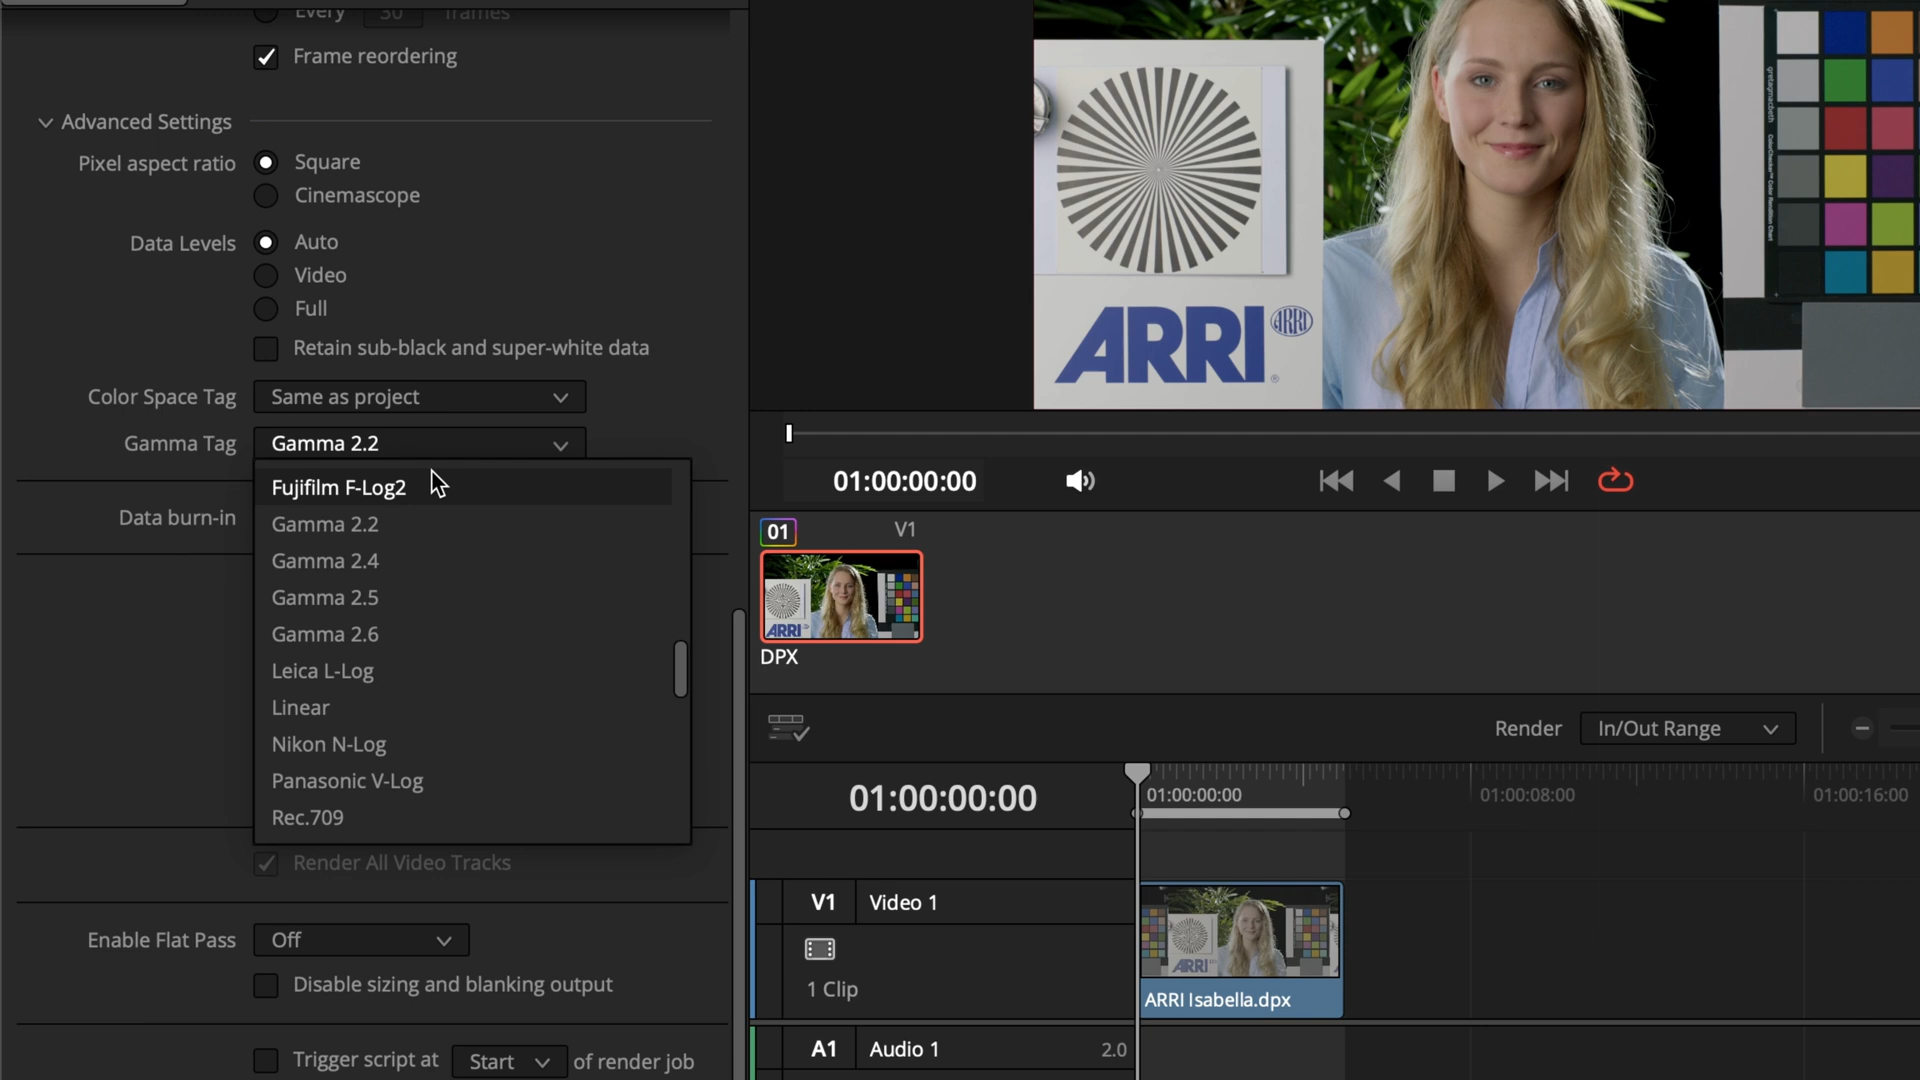 Every 30 frames
Frame reordering
Advanced Settings
Pixel aspect ratio
Square
Cinemascope
Data Levels
Auto
Video
Full
Retain sub-black and super-white data
Color Space Tag
Same as project
Gamma Tag
Gamma 2.2
Fujifilm F-Log2
Gamma 2.2
Gamma 2.4
Gamma 2.5
Gamma 2.6
Leica L-Log
Linear
Nikon N-Log
Panasonic V-Log
Rec.709
Data burn-in
Render All Video Tracks
Enable Flat Pass
Off
Disable sizing and blanking output
Trigger script at Start of render job
ARRI
ARRI
®
01:00:00:00
01
V1
ARRI
DPX
Render
In/Out Range
01:00:00:00
01:00:00:00
01:00:08:00
01:00:16:00
V1
Video 1
1 Clip
ARRI
ARRI Isabella.dpx
A1
Audio 1
2.0